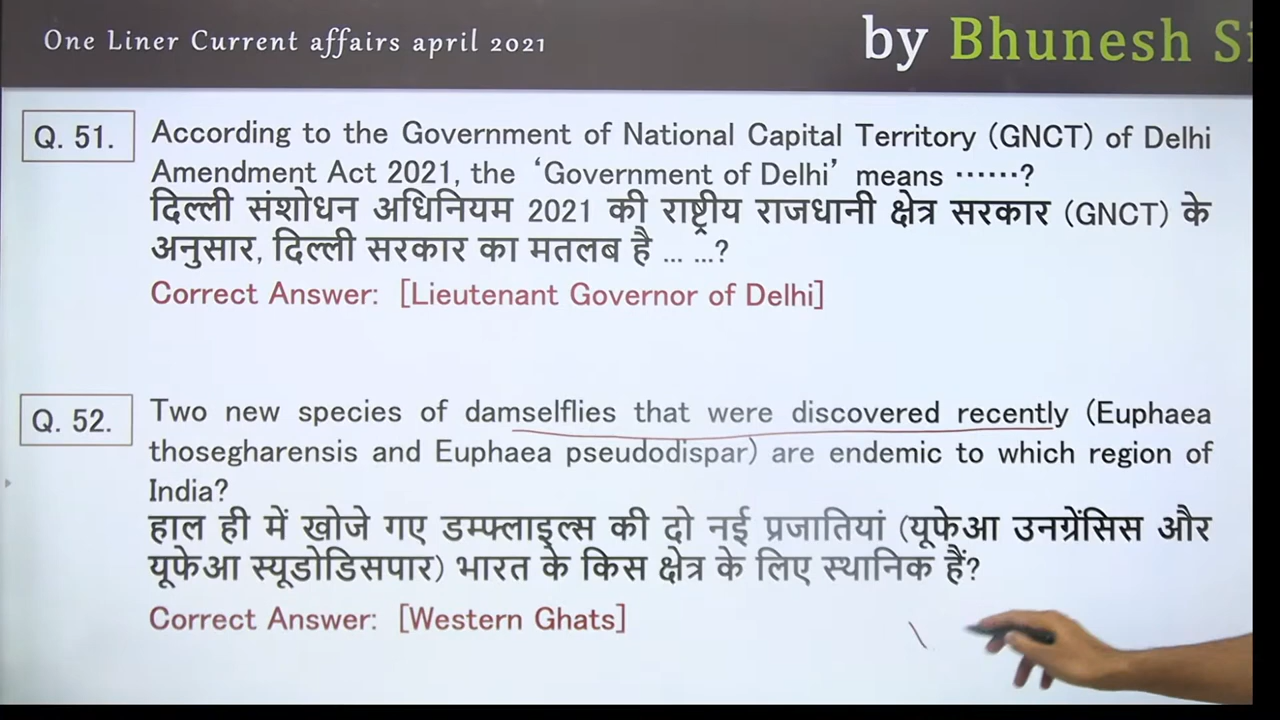 One Liner Current affairs april 2021
by Bhunesh
Q. 51.
According to the Government of National Capital Territory (GNCT) of Delhi
Amendment Act 2021, the ‘Government of Delhi’ means ……?
दिल्ली संशोधन अधिनियम 2021 की राष्ट्रीय राजधानी क्षेत्र सरकार (GNCT) के
अनुसार, दिल्ली सरकार का मतलब है ... ...?
Correct Answer: [Lieutenant Governor of Delhi]
Q. 52.
Two new species of damselflies that were discovered recently (Euphaea
thosegharensis and Euphaea pseudodispar) are endemic to which region of
India?
हाल ही में खोजे गए डम्फ्लाइल्स की दो नई प्रजातियां (यूफेआ उनग्रेंसिस और
यूफेआ स्यूडोडिसपार) भारत के किस क्षेत्र के लिए स्थानिक हैं?
Correct Answer: [Western Ghats]